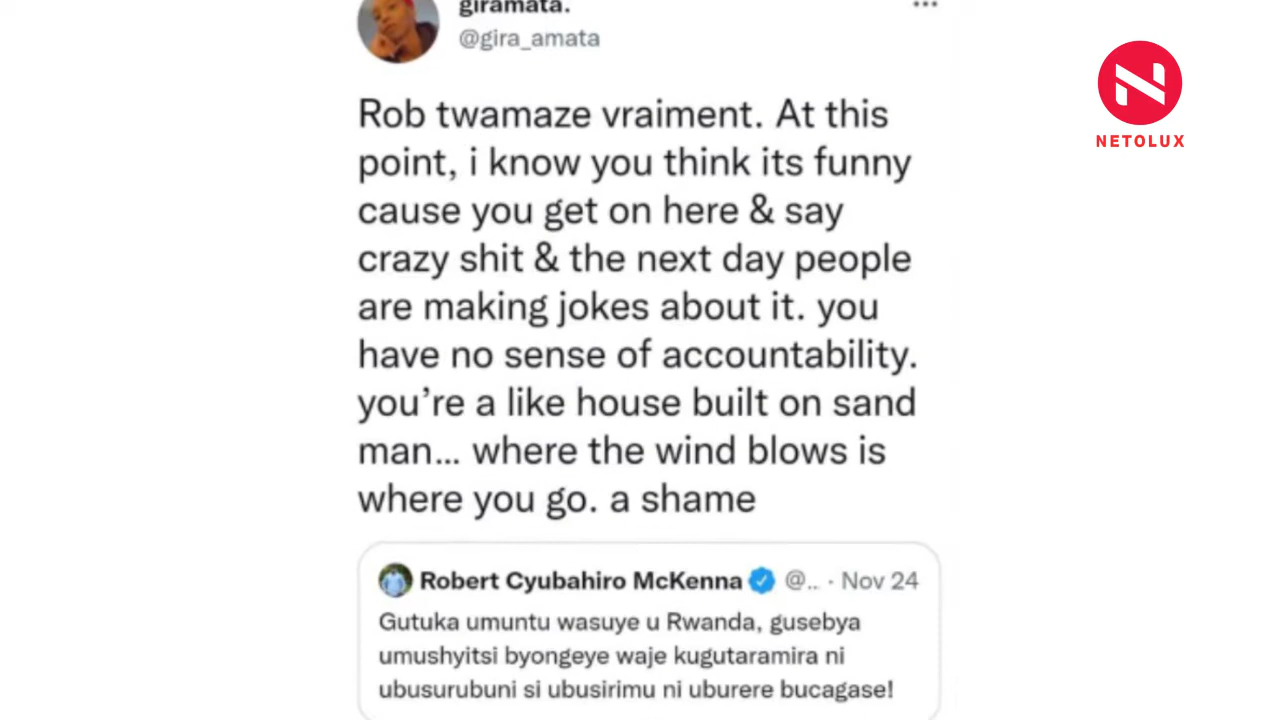 giramata.
@gira_amata
NETOLUX
Rob twamaze vraiment. At this
point, i know you think its funny
cause you get on here & say
crazy shit & the next day people
are making jokes about it. you
have no sense of accountability.
you're a like house built on sand
man... where the wind blows is
where you go. a shame
Robert Cyubahiro McKenna @.. · Nov 24
Gutuka umuntu wasuye u Rwanda, gusebya
umushyitsi byongeye waje kugutaramira ni
ubusurubuni si ubusirimu ni uburere bucagase!